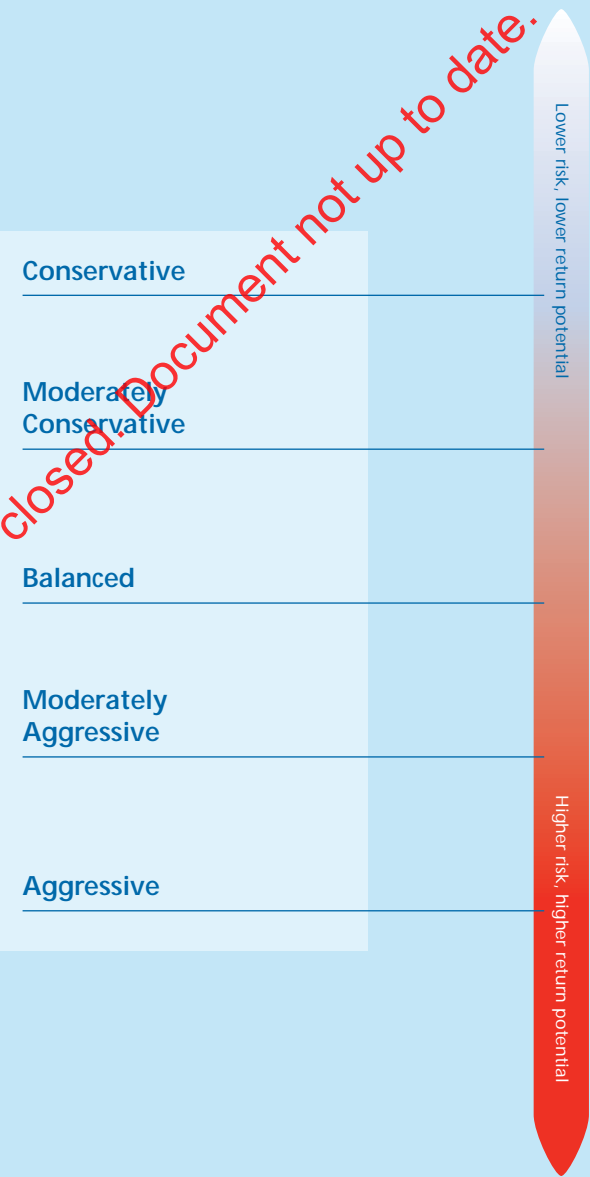 closed. Document not up to date.
Lower risk, lower return potential
Conservative
Moderately
Conservative
Balanced
Moderately
Aggressive
Aggressive
Higher risk, higher return potential